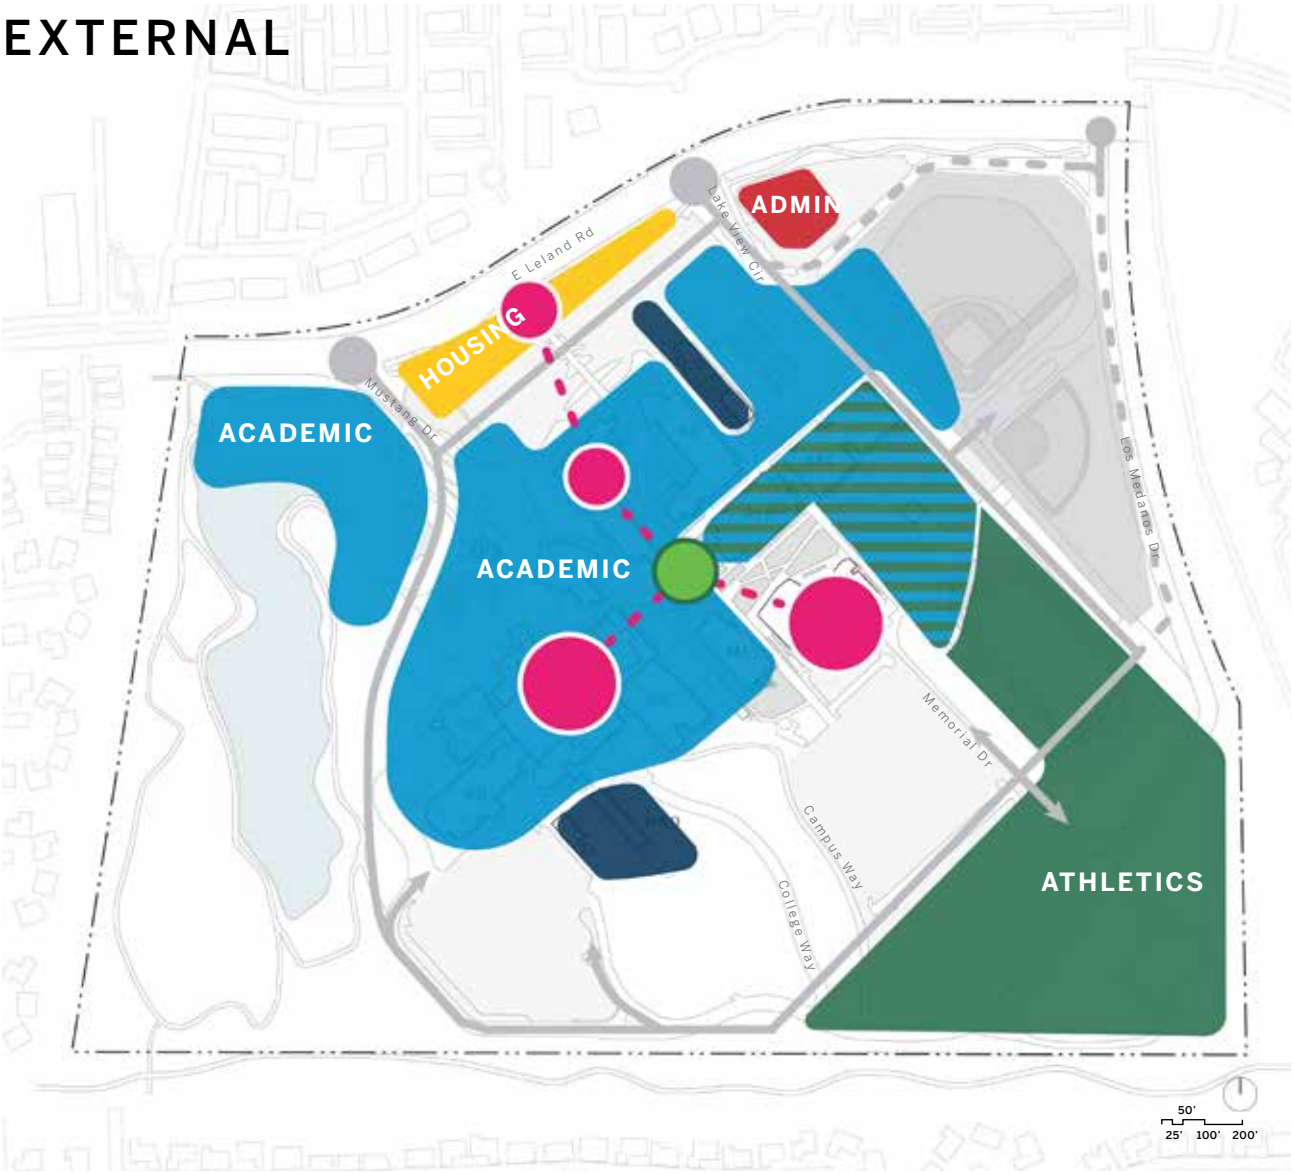 EXTERNAL
ADMIN
Lake View Cir
E Leland Rd
HOUSING
Mustang Dr
ACADEMIC
Los Medanos Dr
ACADEMIC
Memorial Dr
Campus Way
ATHLETICS
College Way
50'
25' 100' 200'